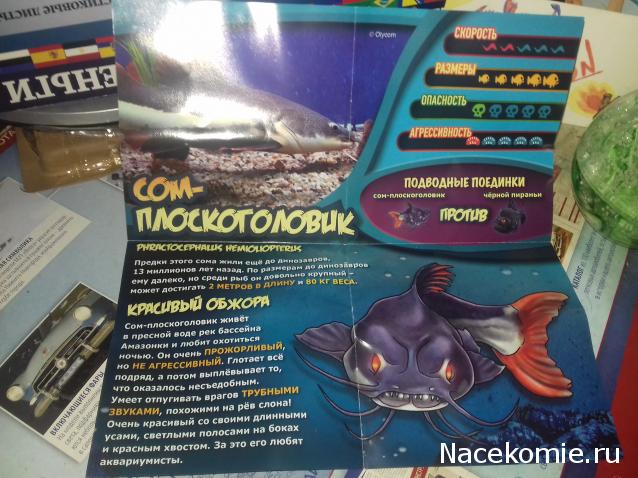 © Olycom
СКОРОСТЬ
РАЗМЕРЫ
ОПАСНОСТЬ
АГРЕССИВНОСТЬ
ПОДВОДНЫЕ ПОЕДИНКИ
сом-плоскоголовик
чёрной пираньи
ПРОТИВ
СОМ-
ПЛОСКОГОЛОВИК
PHRACTOCEPHALUS HEMIOLIOPTERUS
Предки этого сома жили ещё до динозавров,
13 миллионов лет назад. По размерам до динозавров
ему далеко, но среди рыб он довольно крупный –
может достигать 2 МЕТРОВ В ДЛИНУ и 80 КГ ВЕСА.
КРАСИВЫЙ ОБЖОРА
Сом-плоскоголовик живёт
в пресной воде рек бассейна
Амазонки и любит охотиться
ночью. Он очень ПРОЖОРЛИВЫЙ,
но НЕ АГРЕССИВНЫЙ. Глотает всё
подряд, а потом выплёвывает то,
что оказалось несъедобным.
Умеет отпугивать врагов ТРУБНЫМИ
ЗВУКАМИ, похожими на рёв слона!
Очень красивый со своими длинными
усами, светлыми полосами на боках
и красным хвостом. За это его любят
аквариумисты.
ВКЛЮЧАЮЩИЕСЯ ФАРЫ
КАТАЛОГ
Nacekomie.ru